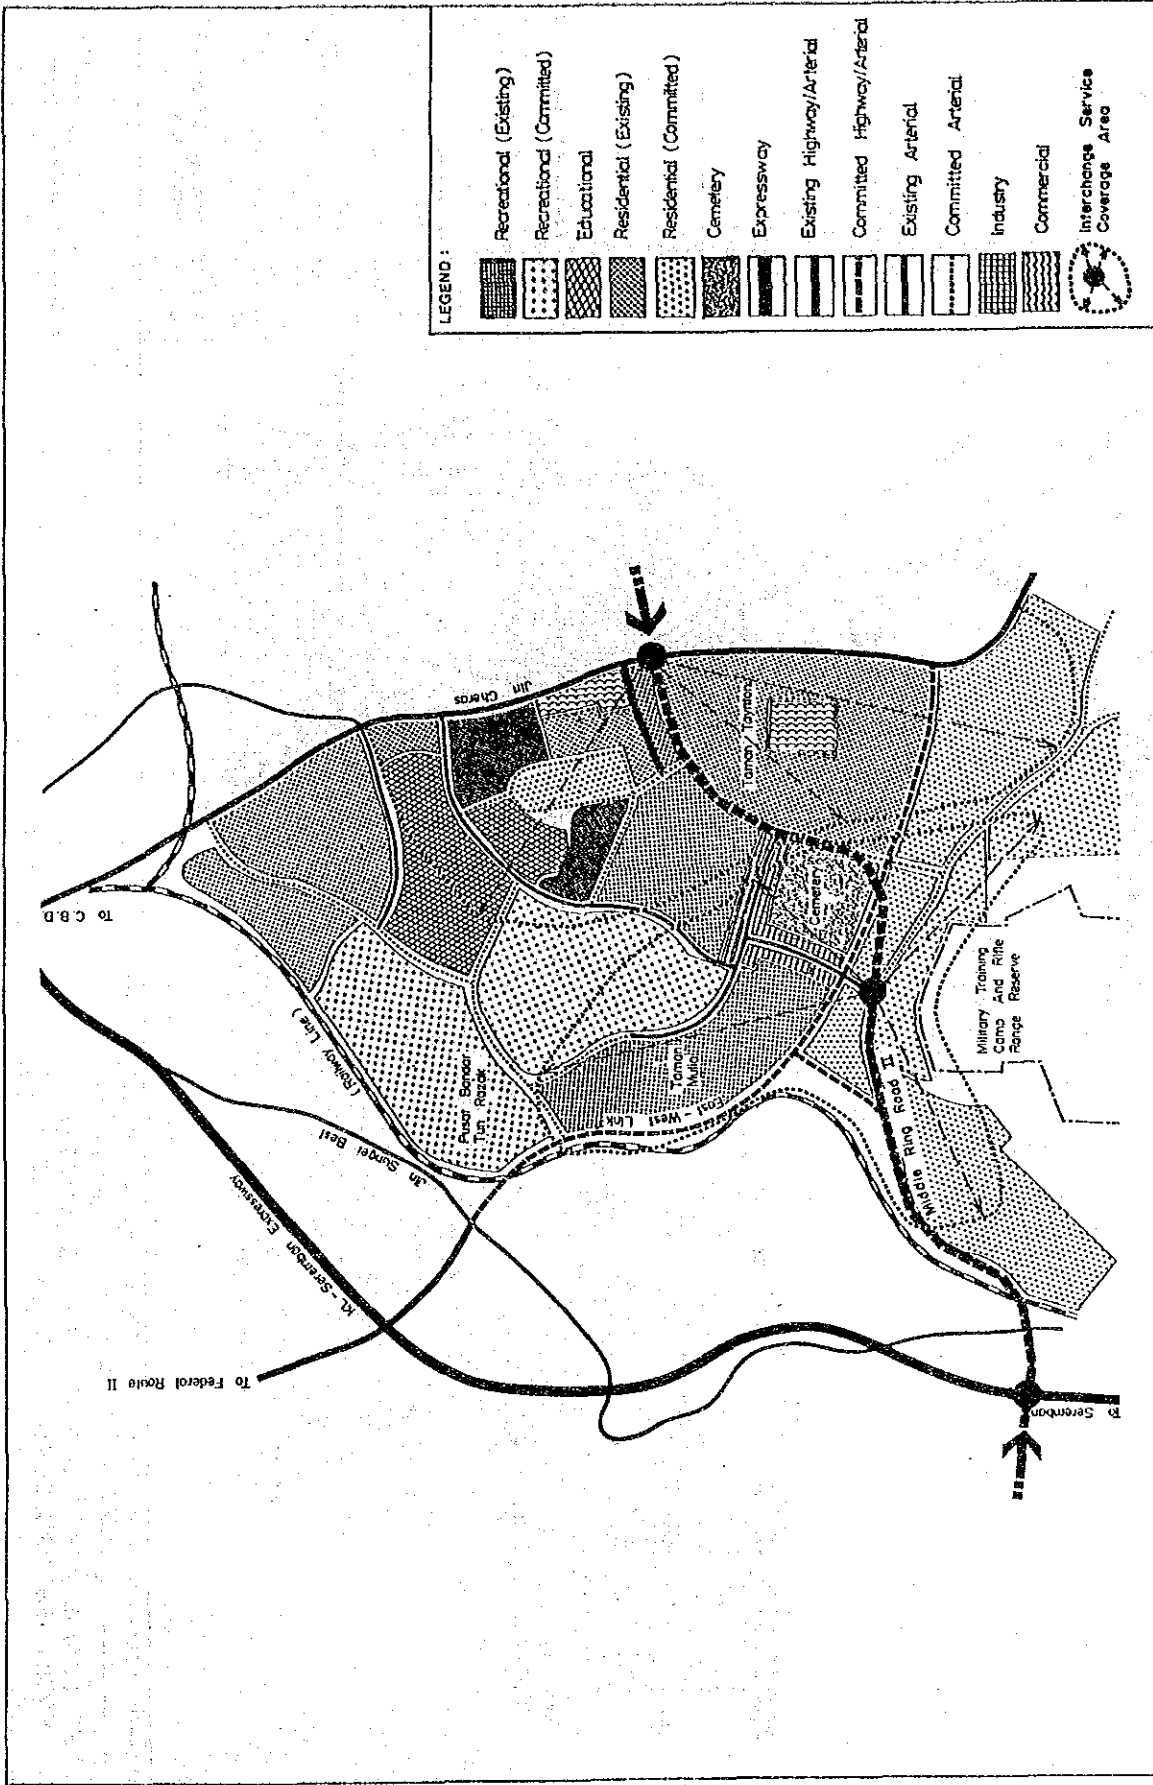 LEGEND :
Recreational (Existing)
Recreational (Committed)
Educational
Residential (Existing)
Residential (Committed)
Cemetery
Expressway
Existing Highway/Arterial
Committed Highway/Arterial
Existing Arterial
Committed Arterial
Industry
Commercial
Interchange Service
Coverage Area
To C.B.D.
Jln Cheras
(Railway Line)
Pusat Bandar
Tun Razak
Jln Sungei Besi
KL - Seremban Expressway
To Federal Route II
Taman
Mulia
East - West Link
Cemetery
Middle Ring Road II
Military Training
Camp And Rifle
Range Reserve
To
Seremban